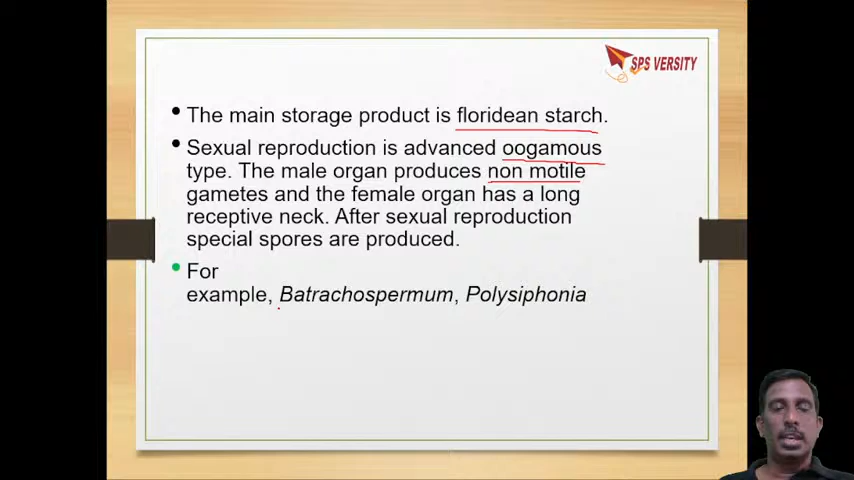 SPS VERSITY
• The main storage product is floridean starch.
• Sexual reproduction is advanced oogamous
type. The male organ produces non motile
gametes and the female organ has a long
receptive neck. After sexual reproduction
special spores are produced.
• For
example, Batrachospermum, Polysiphonia